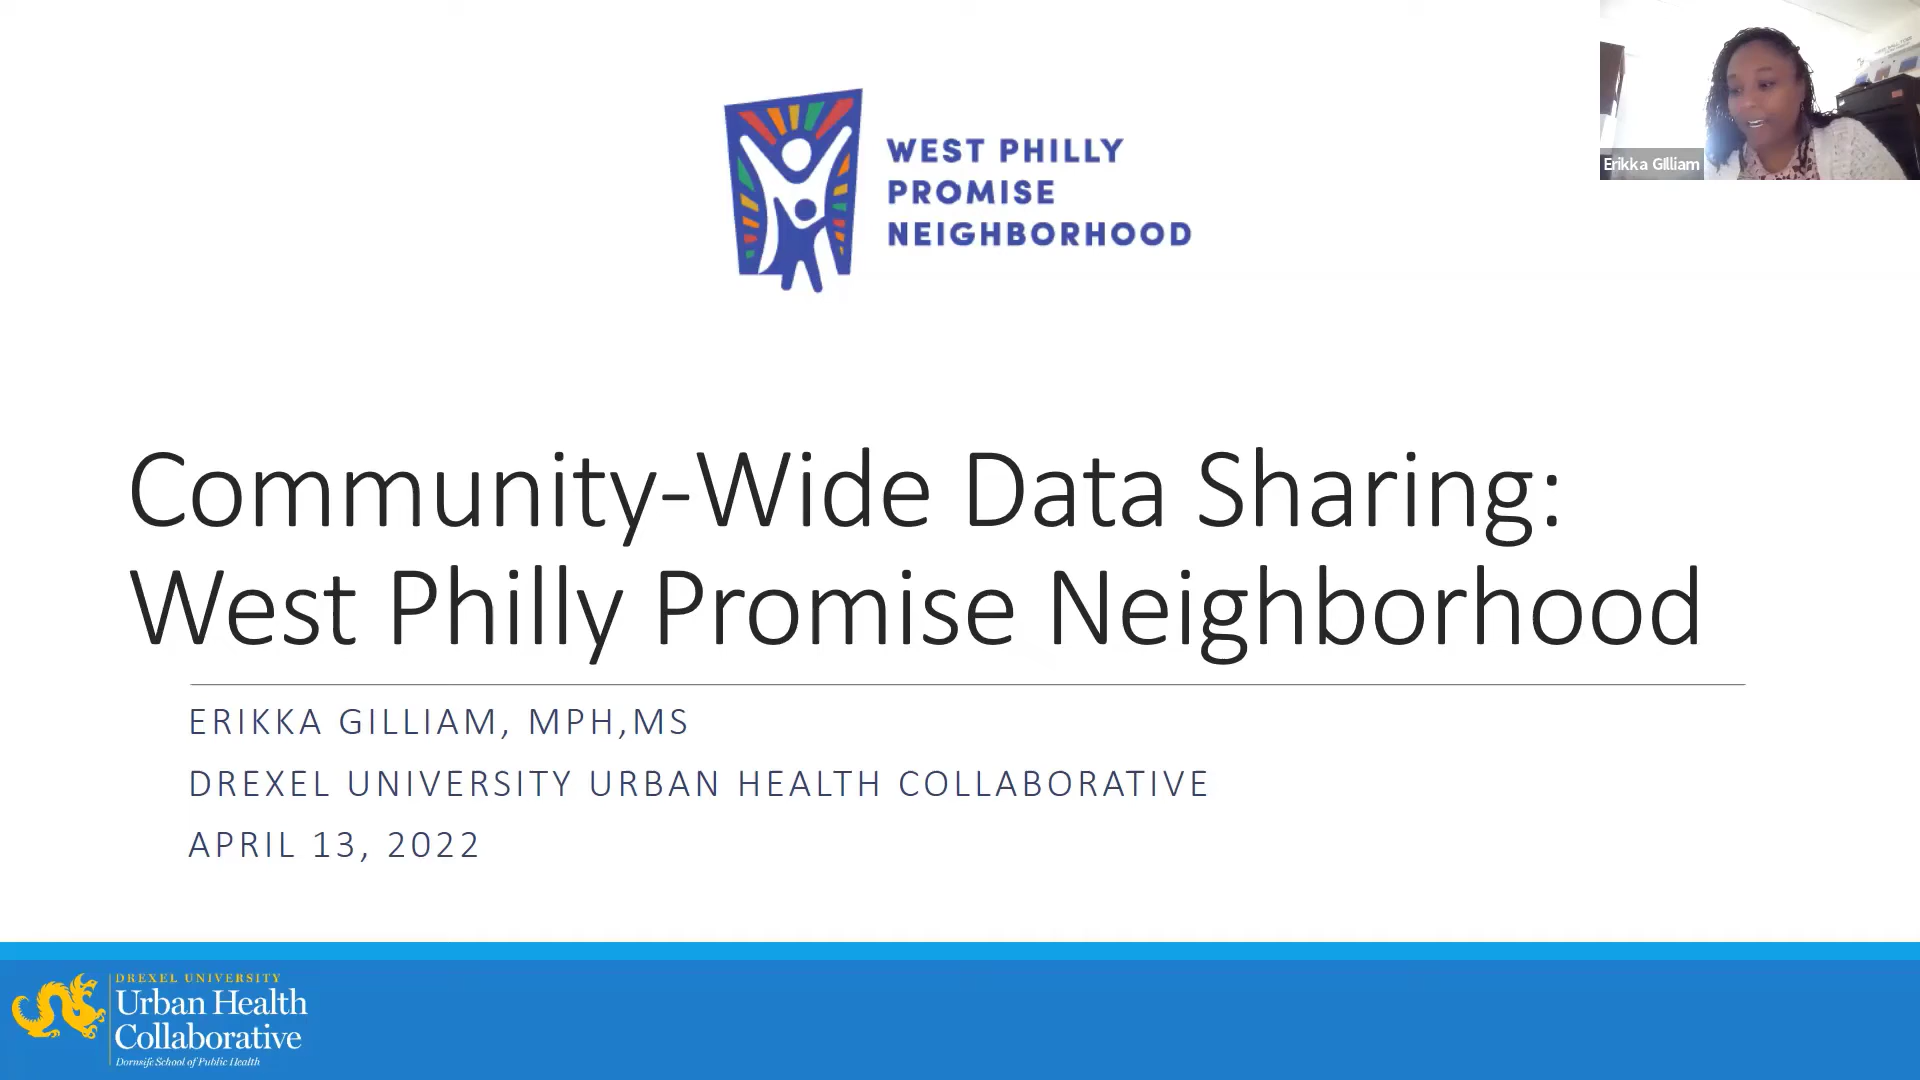 WEST PHILLY
PROMISE
NEIGHBORHOOD
Erikka Gilliam
Community-Wide Data Sharing:
West Philly Promise Neighborhood
ERIKKA GILLIAM, MPH,MS
DREXEL UNIVERSITY URBAN HEALTH COLLABORATIVE
APRIL 13, 2022
DREXEL UNIVERSITY
Urban Health
Collaborative
Dornsife School of Public Health